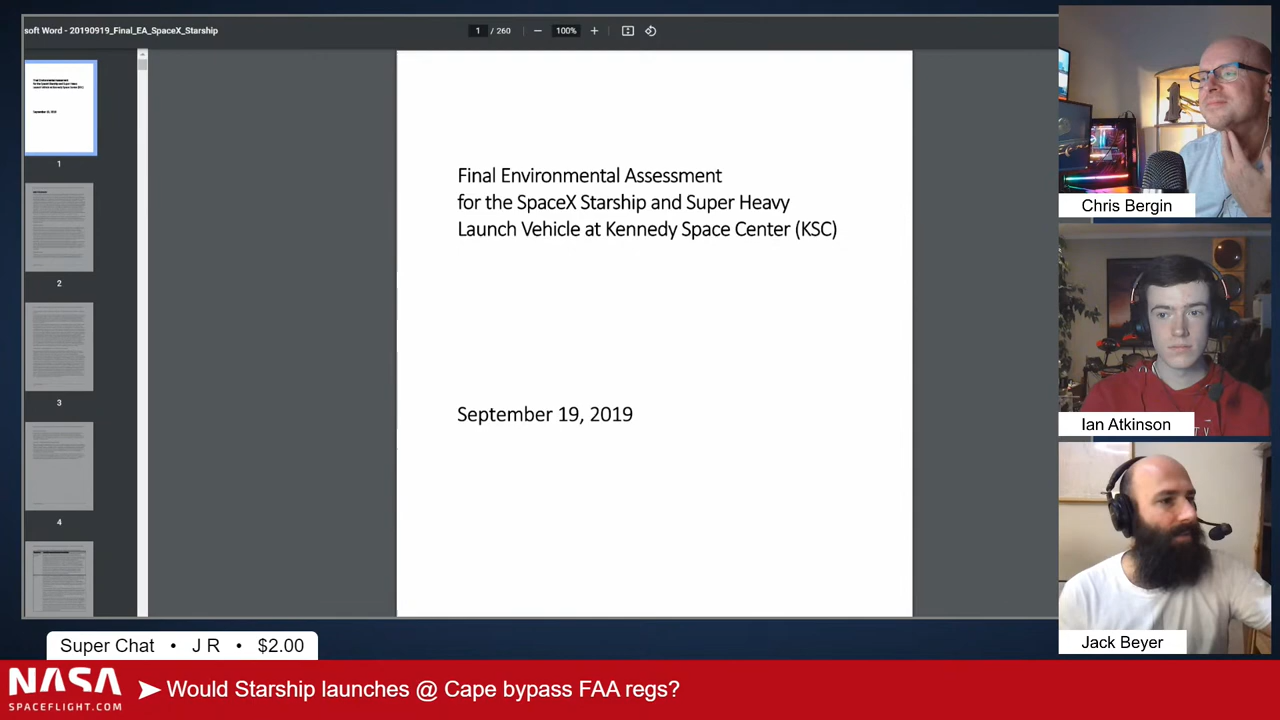 soft Word - 20190919_Final_EA_SpaceX_Starship
1 / 260
100%
1
2
3
4
Final Environmental Assessment
for the SpaceX Starship and Super Heavy
Launch Vehicle at Kennedy Space Center (KSC)
September 19, 2019
Chris Bergin
Ian Atkinson
Jack Beyer
Super Chat • J R • $2.00
NASA
SPACEFLIGHT.COM
Would Starship launches @ Cape bypass FAA regs?